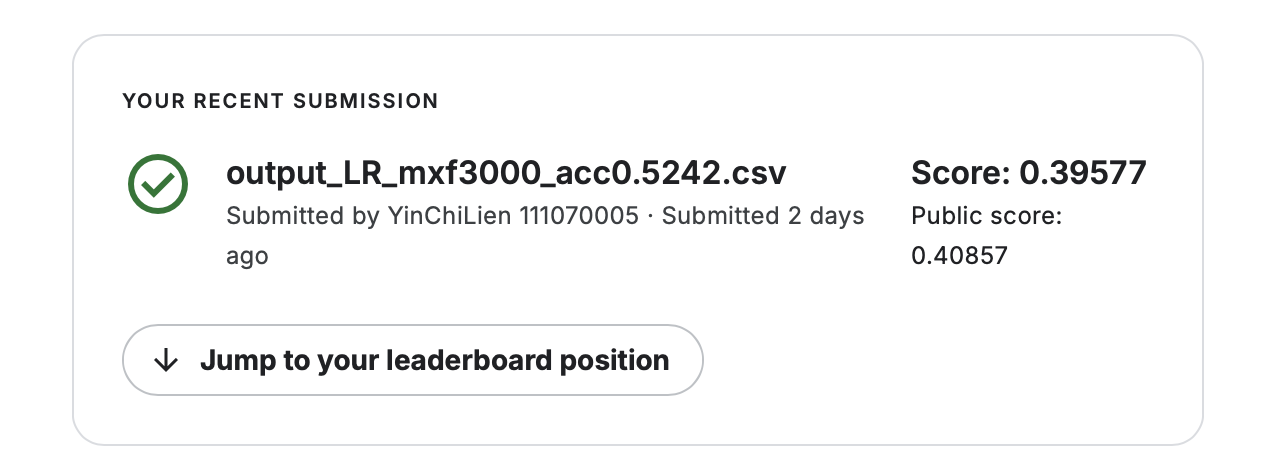 YOUR RECENT SUBMISSION
output_LR_mxf3000_acc0.5242.csv
Submitted by YinChiLien 111070005 · Submitted 2 days
ago
Score: 0.39577
Public score:
0.40857
Jump to your leaderboard position